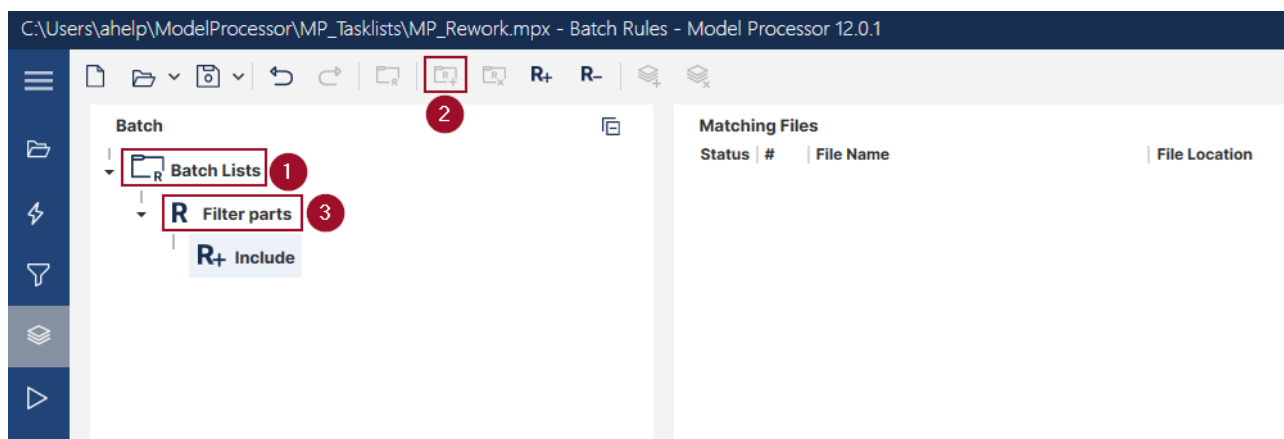 C:\Users\ahelp\ModelProcessor\MP_Tasklists\MP_Rework.mpx - Batch Rules - Model Processor 12.0.1
R R+ R× R+ R−
2
Batch
Matching Files
Status # File Name File Location
R Batch Lists 1
R Filter parts 3
R+ Include